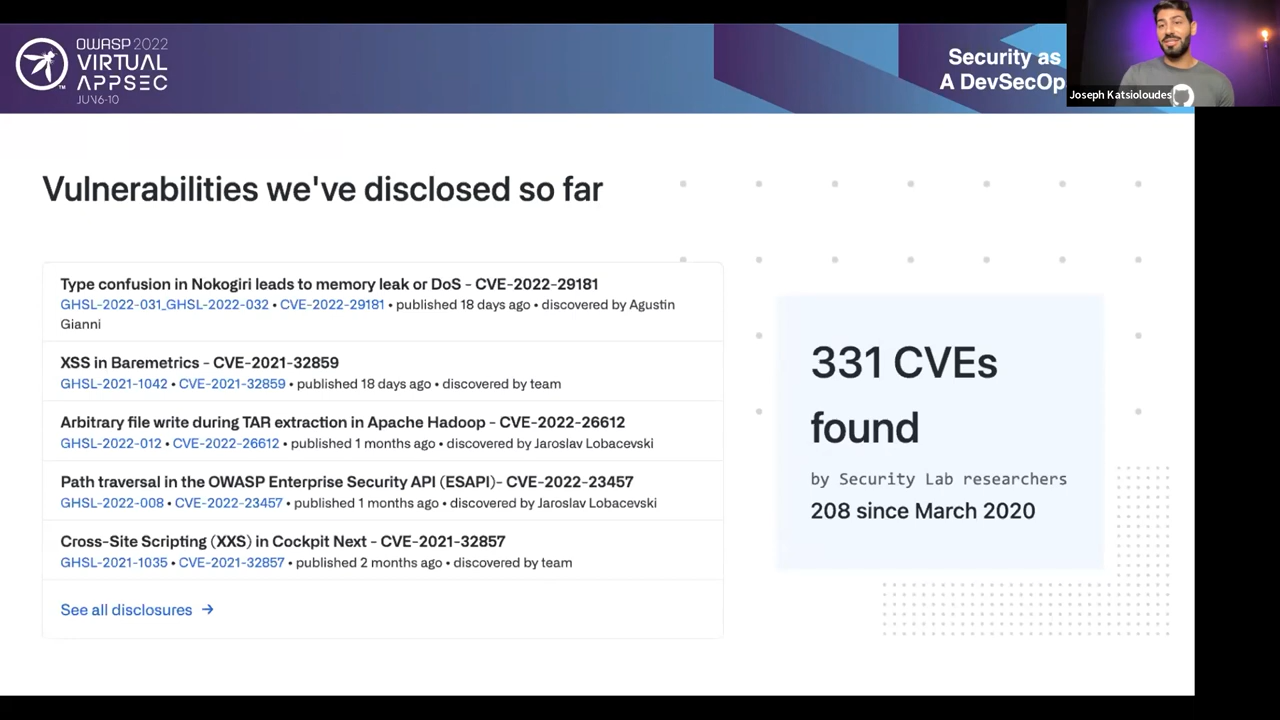 OWASP 2022
VIRTUAL
APPSEC
TM
JUN6-10
Security as
A DevSecOp
Joseph Katsioloudes
Vulnerabilities we've disclosed so far
Type confusion in Nokogiri leads to memory leak or DoS - CVE-2022-29181
GHSL-2022-031_GHSL-2022-032 • CVE-2022-29181 • published 18 days ago • discovered by Agustin
Gianni
XSS in Baremetrics - CVE-2021-32859
GHSL-2021-1042 • CVE-2021-32859 • published 18 days ago • discovered by team
Arbitrary file write during TAR extraction in Apache Hadoop - CVE-2022-26612
GHSL-2022-012 • CVE-2022-26612 • published 1 months ago • discovered by Jaroslav Lobacevski
Path traversal in the OWASP Enterprise Security API (ESAPI)- CVE-2022-23457
GHSL-2022-008 • CVE-2022-23457 • published 1 months ago • discovered by Jaroslav Lobacevski
Cross-Site Scripting (XXS) in Cockpit Next - CVE-2021-32857
GHSL-2021-1035 • CVE-2021-32857 • published 2 months ago • discovered by team
See all disclosures →
331 CVEs
found
by Security Lab researchers
208 since March 2020